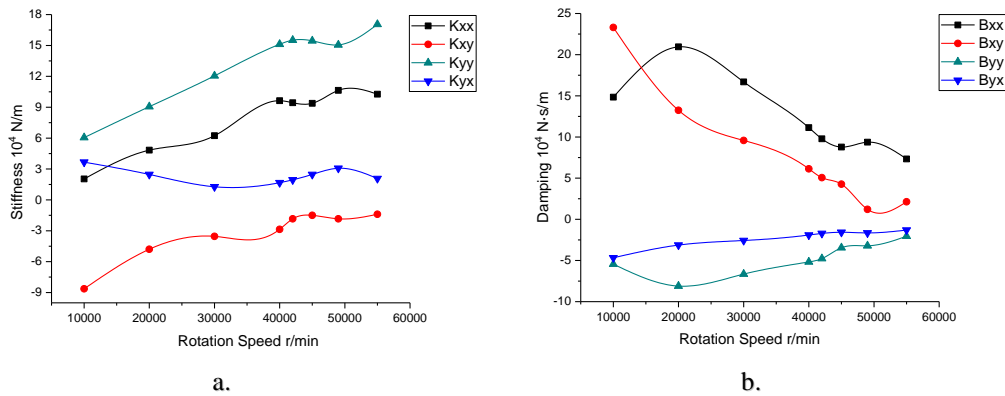 18
15
12
9
6
3
0
-3
-6
-9
Stiffness 10⁴ N/m
Kxx
Kxy
Kyy
Kyx
10000 20000 30000 40000 50000 60000
Rotation Speed r/min
a.
25
20
15
10
5
0
-5
-10
Damping 10⁴ N·s/m
Bxx
Bxy
Byy
Byx
10000 20000 30000 40000 50000 60000
Rotation Speed r/min
b.